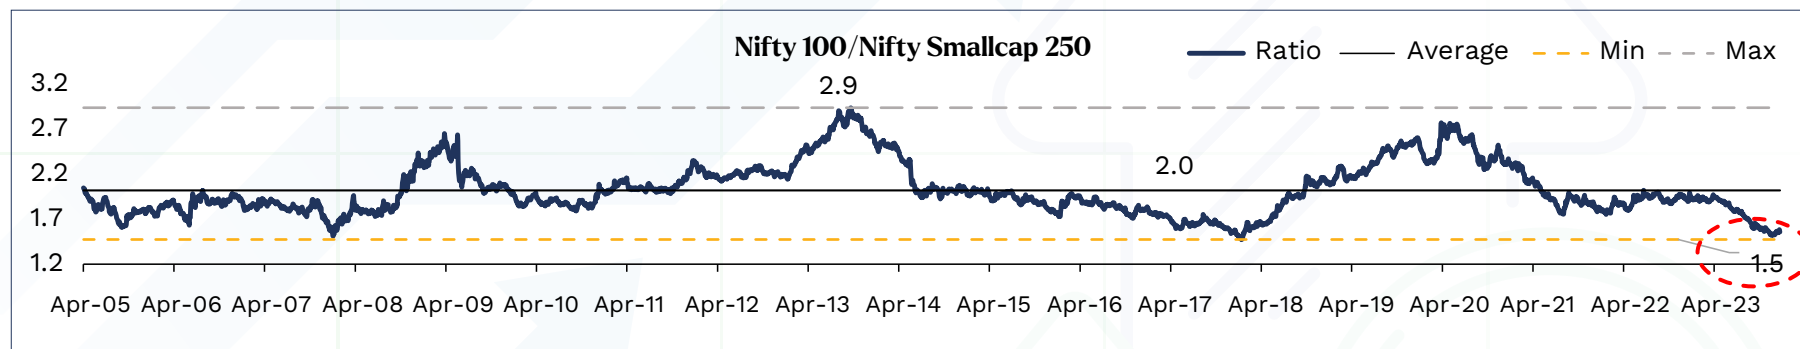 Nifty 100/Nifty Smallcap 250
Ratio Average Min Max
3.2
2.9
2.7
2.2
2.0
1.7
1.2
1.5
Apr-05 Apr-06 Apr-07 Apr-08 Apr-09 Apr-10 Apr-11 Apr-12 Apr-13 Apr-14 Apr-15 Apr-16 Apr-17 Apr-18 Apr-19 Apr-20 Apr-21 Apr-22 Apr-23